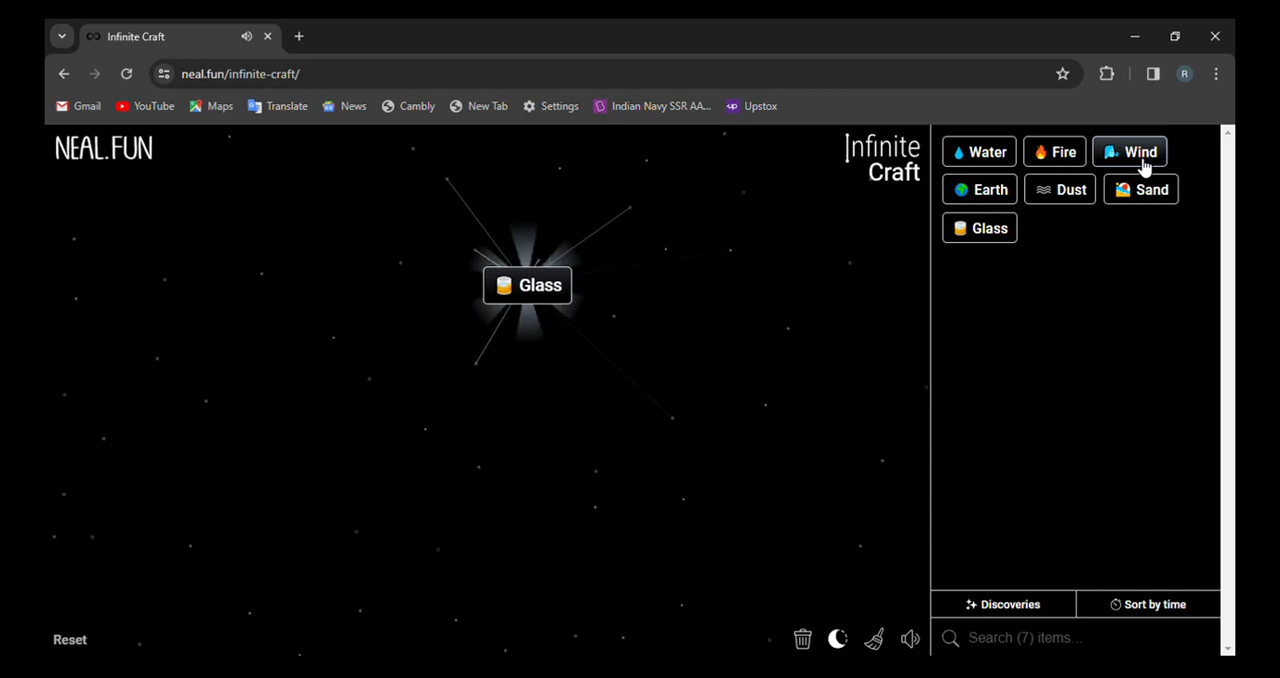 Infinite Craft
neal.fun/infinite-craft/
Gmail YouTube Maps Translate News Cambly New Tab Settings Indian Navy SSR AA... Upstox
NEAL.FUN
Infinite
Craft
Water Fire Wind
Earth Dust Sand
Glass
Glass
Discoveries Sort by time
Search (7) items...
Reset
R